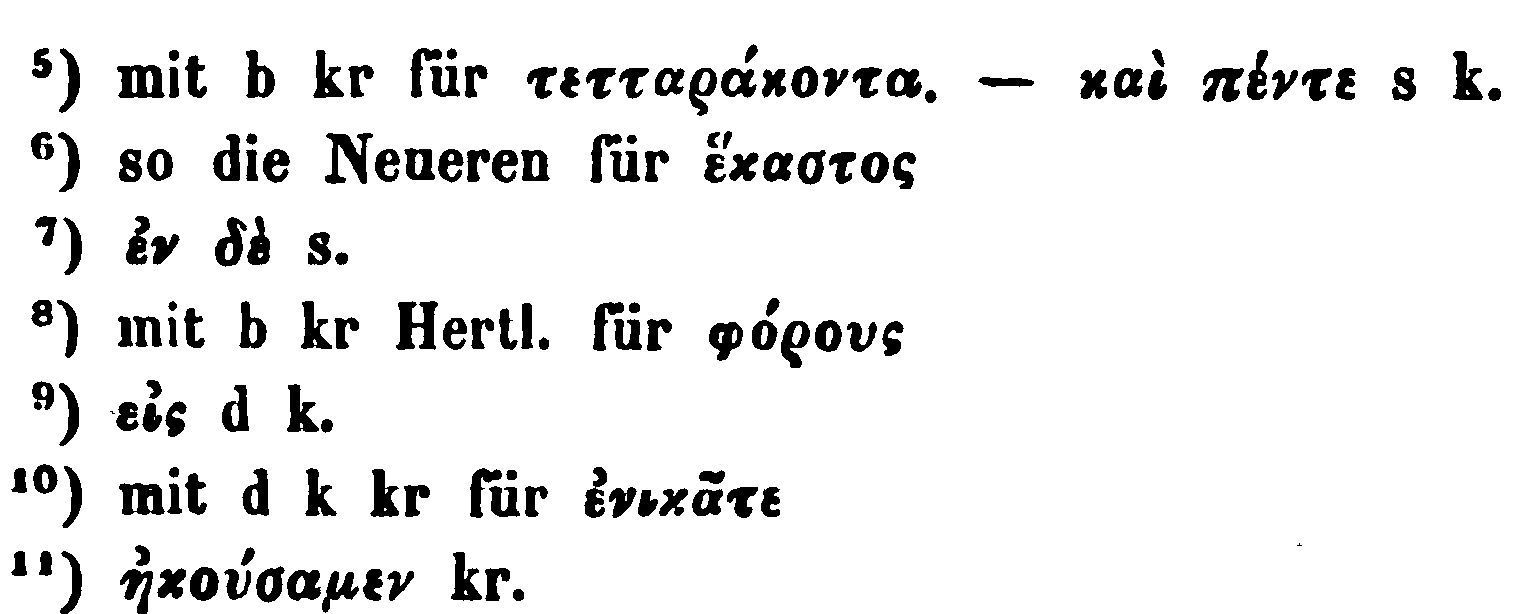 ⁵) mit b kr für τετταράκοντα. — καὶ πέντε s k.
⁶) so die Neueren für ἕκαστος
⁷) ἐν δὲ s.
⁸) mit b kr Hertl. für φόρους
⁹) εἰς d k.
¹⁰) mit d k kr für ἐνικᾶτε
¹¹) ἠκούσαμεν kr.